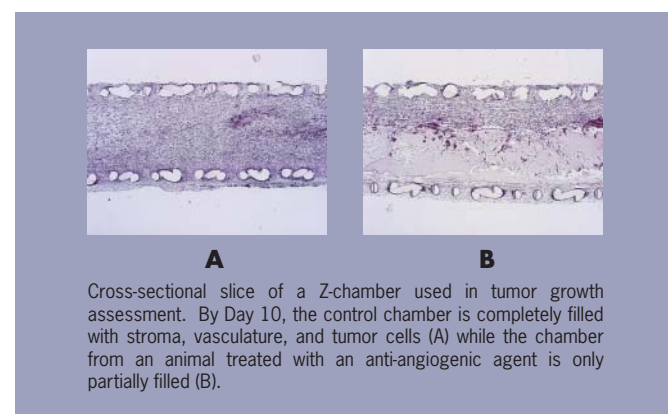 A
B
Cross-sectional slice of a Z-chamber used in tumor growth
assessment. By Day 10, the control chamber is completely filled
with stroma, vasculature, and tumor cells (A) while the chamber
from an animal treated with an anti-angiogenic agent is only
partially filled (B).